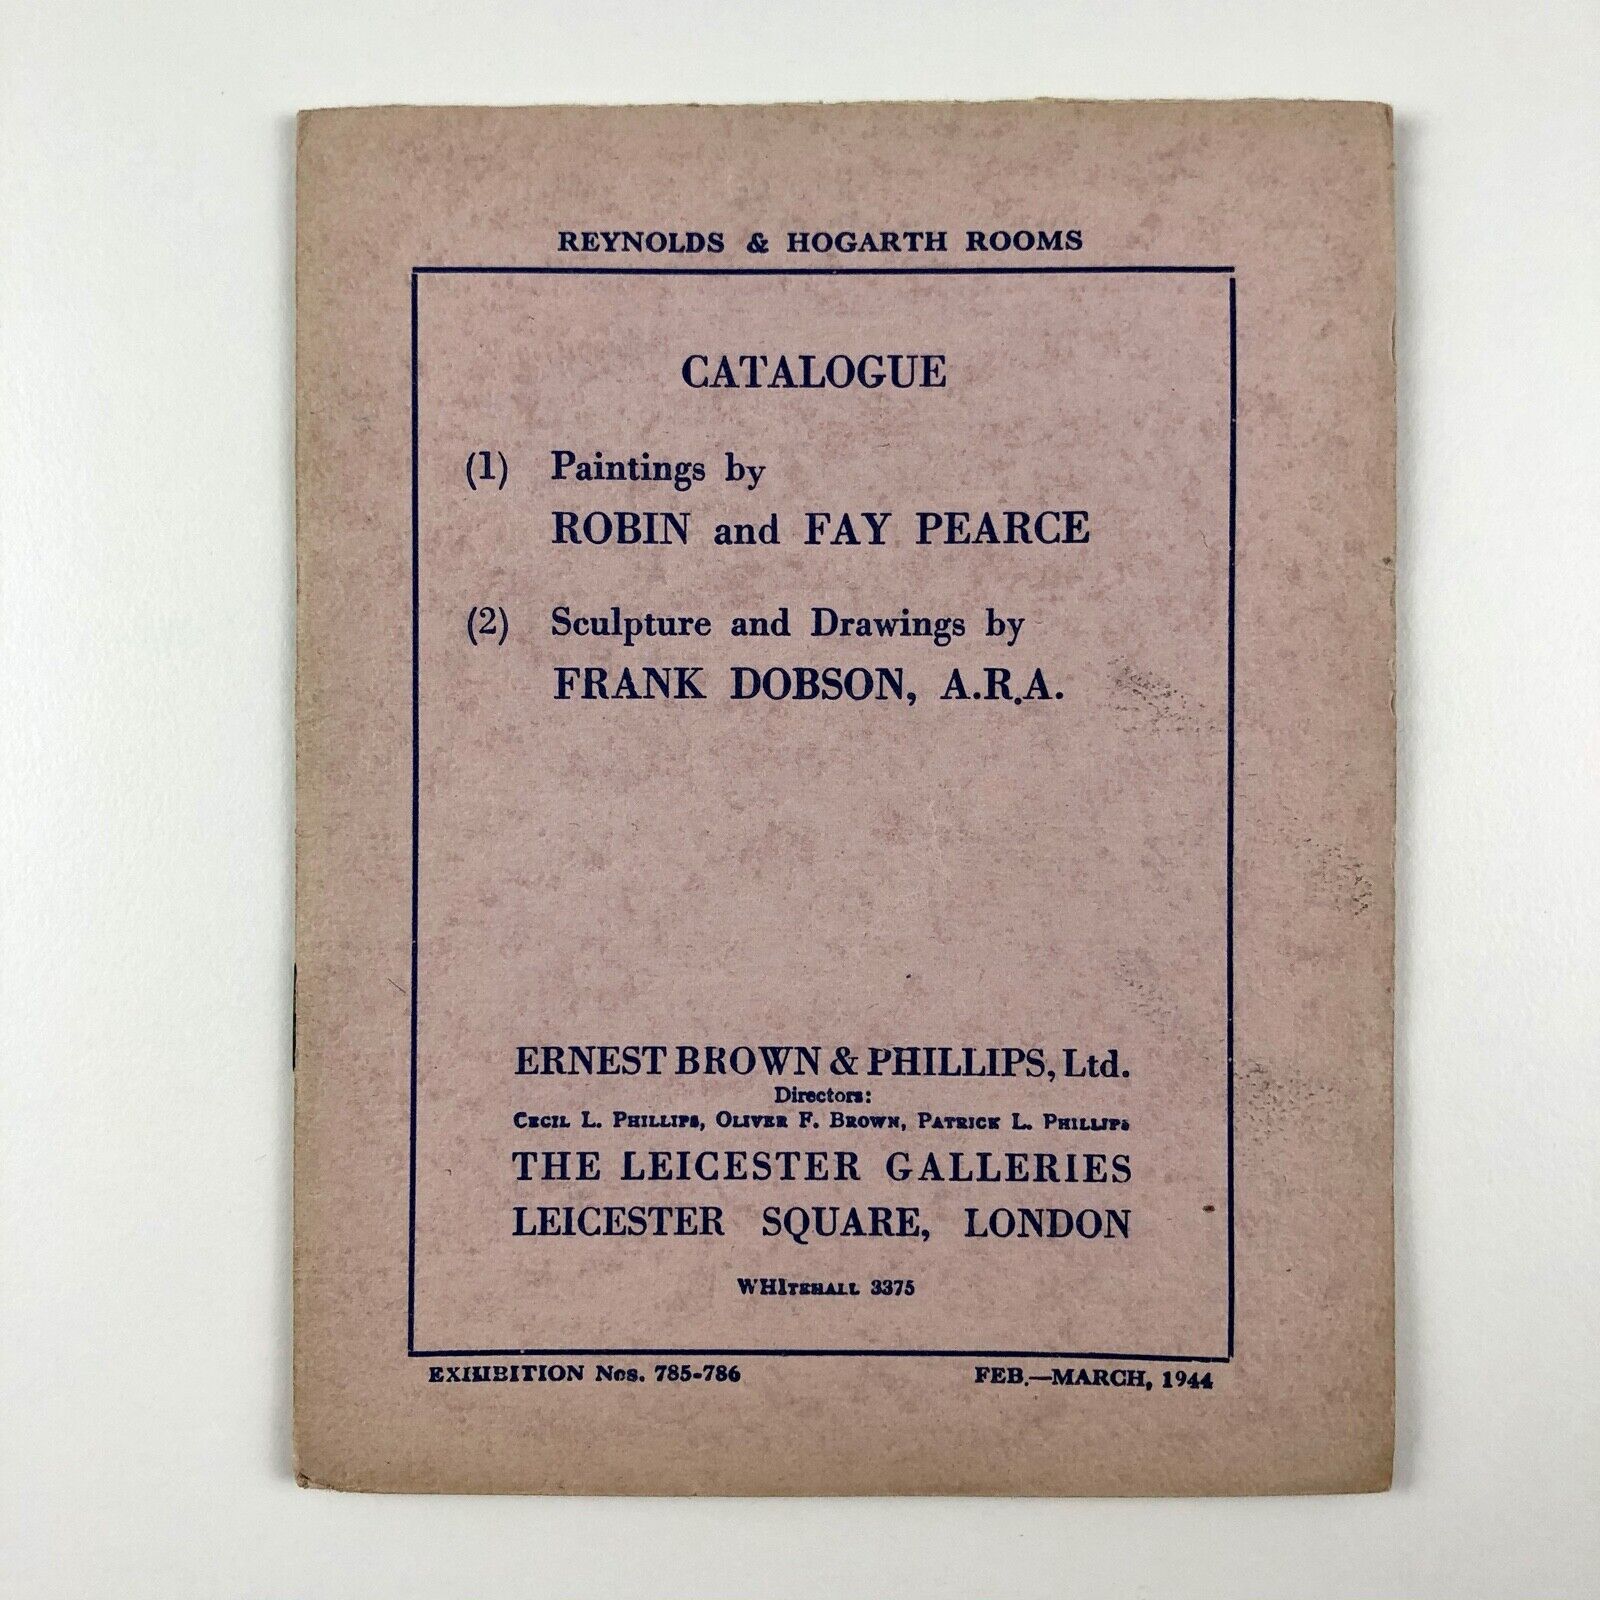 REYNOLDS & HOGARTH ROOMS
CATALOGUE
(1) Paintings by
ROBIN and FAY PEARCE
(2) Sculpture and Drawings by
FRANK DOBSON, A.R.A.
ERNEST BROWN & PHILLIPS, Ltd.
Directors:
CECIL L. PHILLIPS, OLIVER F. BROWN, PATRICK L. PHILLIPS
THE LEICESTER GALLERIES
LEICESTER SQUARE, LONDON
WHITEHALL 3375
EXHIBITION Nos. 785-786
FEB.—MARCH, 1944